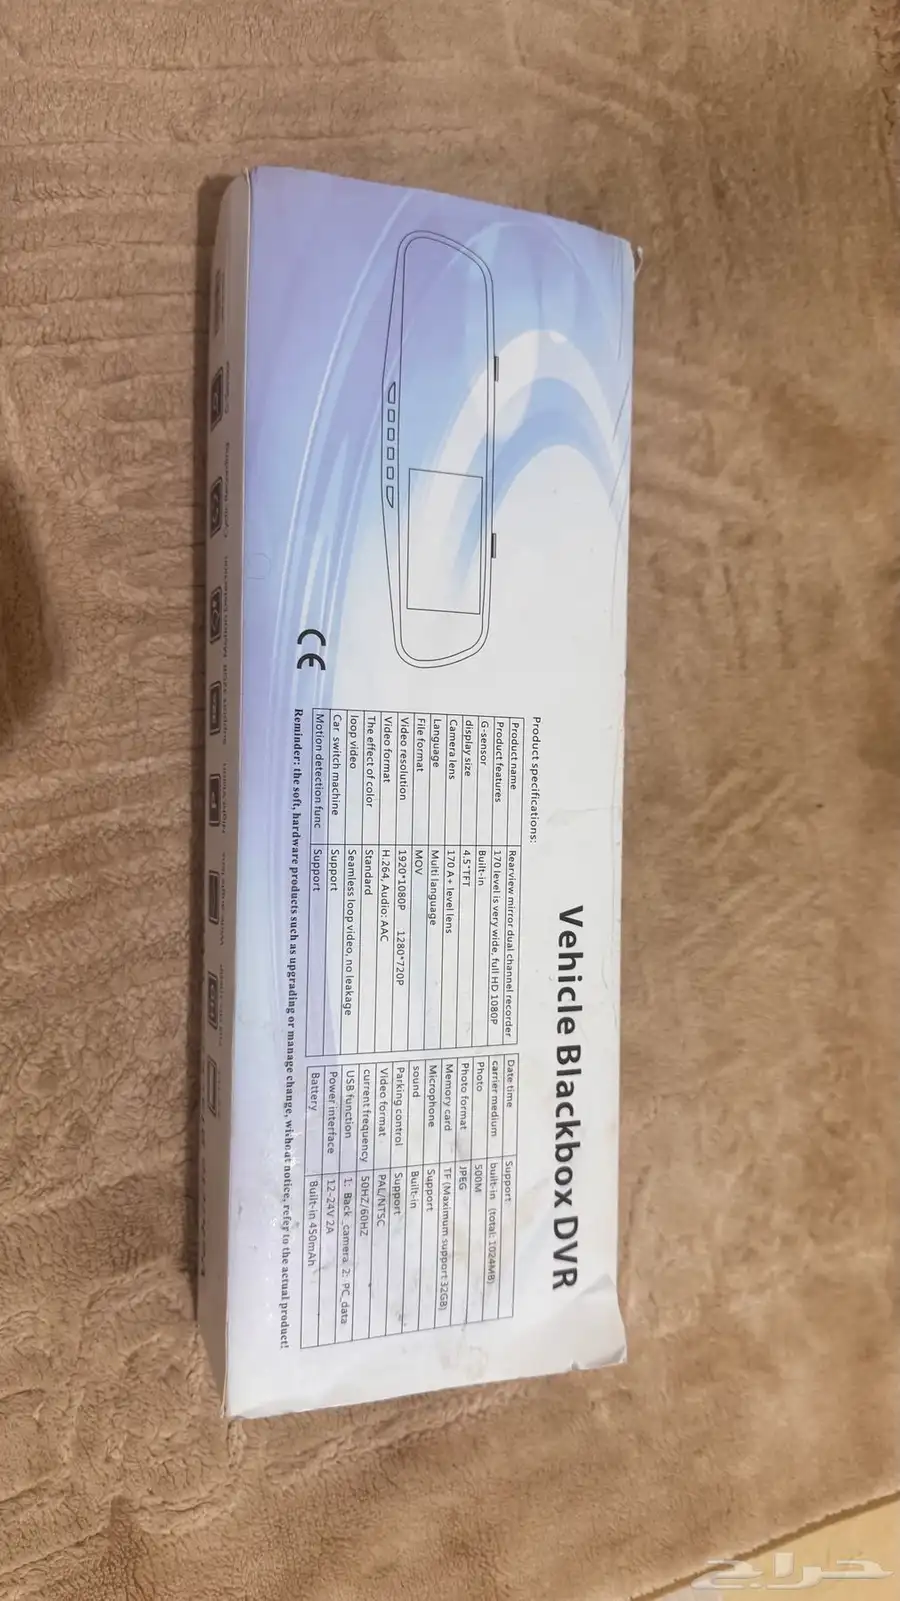 Vehicle Blackbox DVR
Product specifications:
Product name Rearview mirror dual channel recorder
Product features 170 level is very wide, full HD 1080P
G-sensor Built-in
display size 4.5"TFT
Camera lens 170 A+ level lens
Language Multi language
File format MOV
Video resolution 1920*1080P 1280*720P
Video format H.264, Audio: AAC
The effect of color Standard
loop video Seamless loop video, no leakage
Car switch machine Support
Motion detection func Support
Date time Support
carrier medium built-in (total: 1024MB)
Photo 500M
Photo format JPEG
Memory card TF (Maximum support 32GB)
Microphone Support
sound Built-in
Parking control Support
Video format PAL/NTSC
current frequency 50HZ/60HZ
USB function 1: Back_camera 2: PC_data
Power interface 12-24V 2A
Battery Built-in 450mAh
Reminder: the soft, hardware products such as upgrading or manage change, without notice, refer to the actual product!
CE
حراج